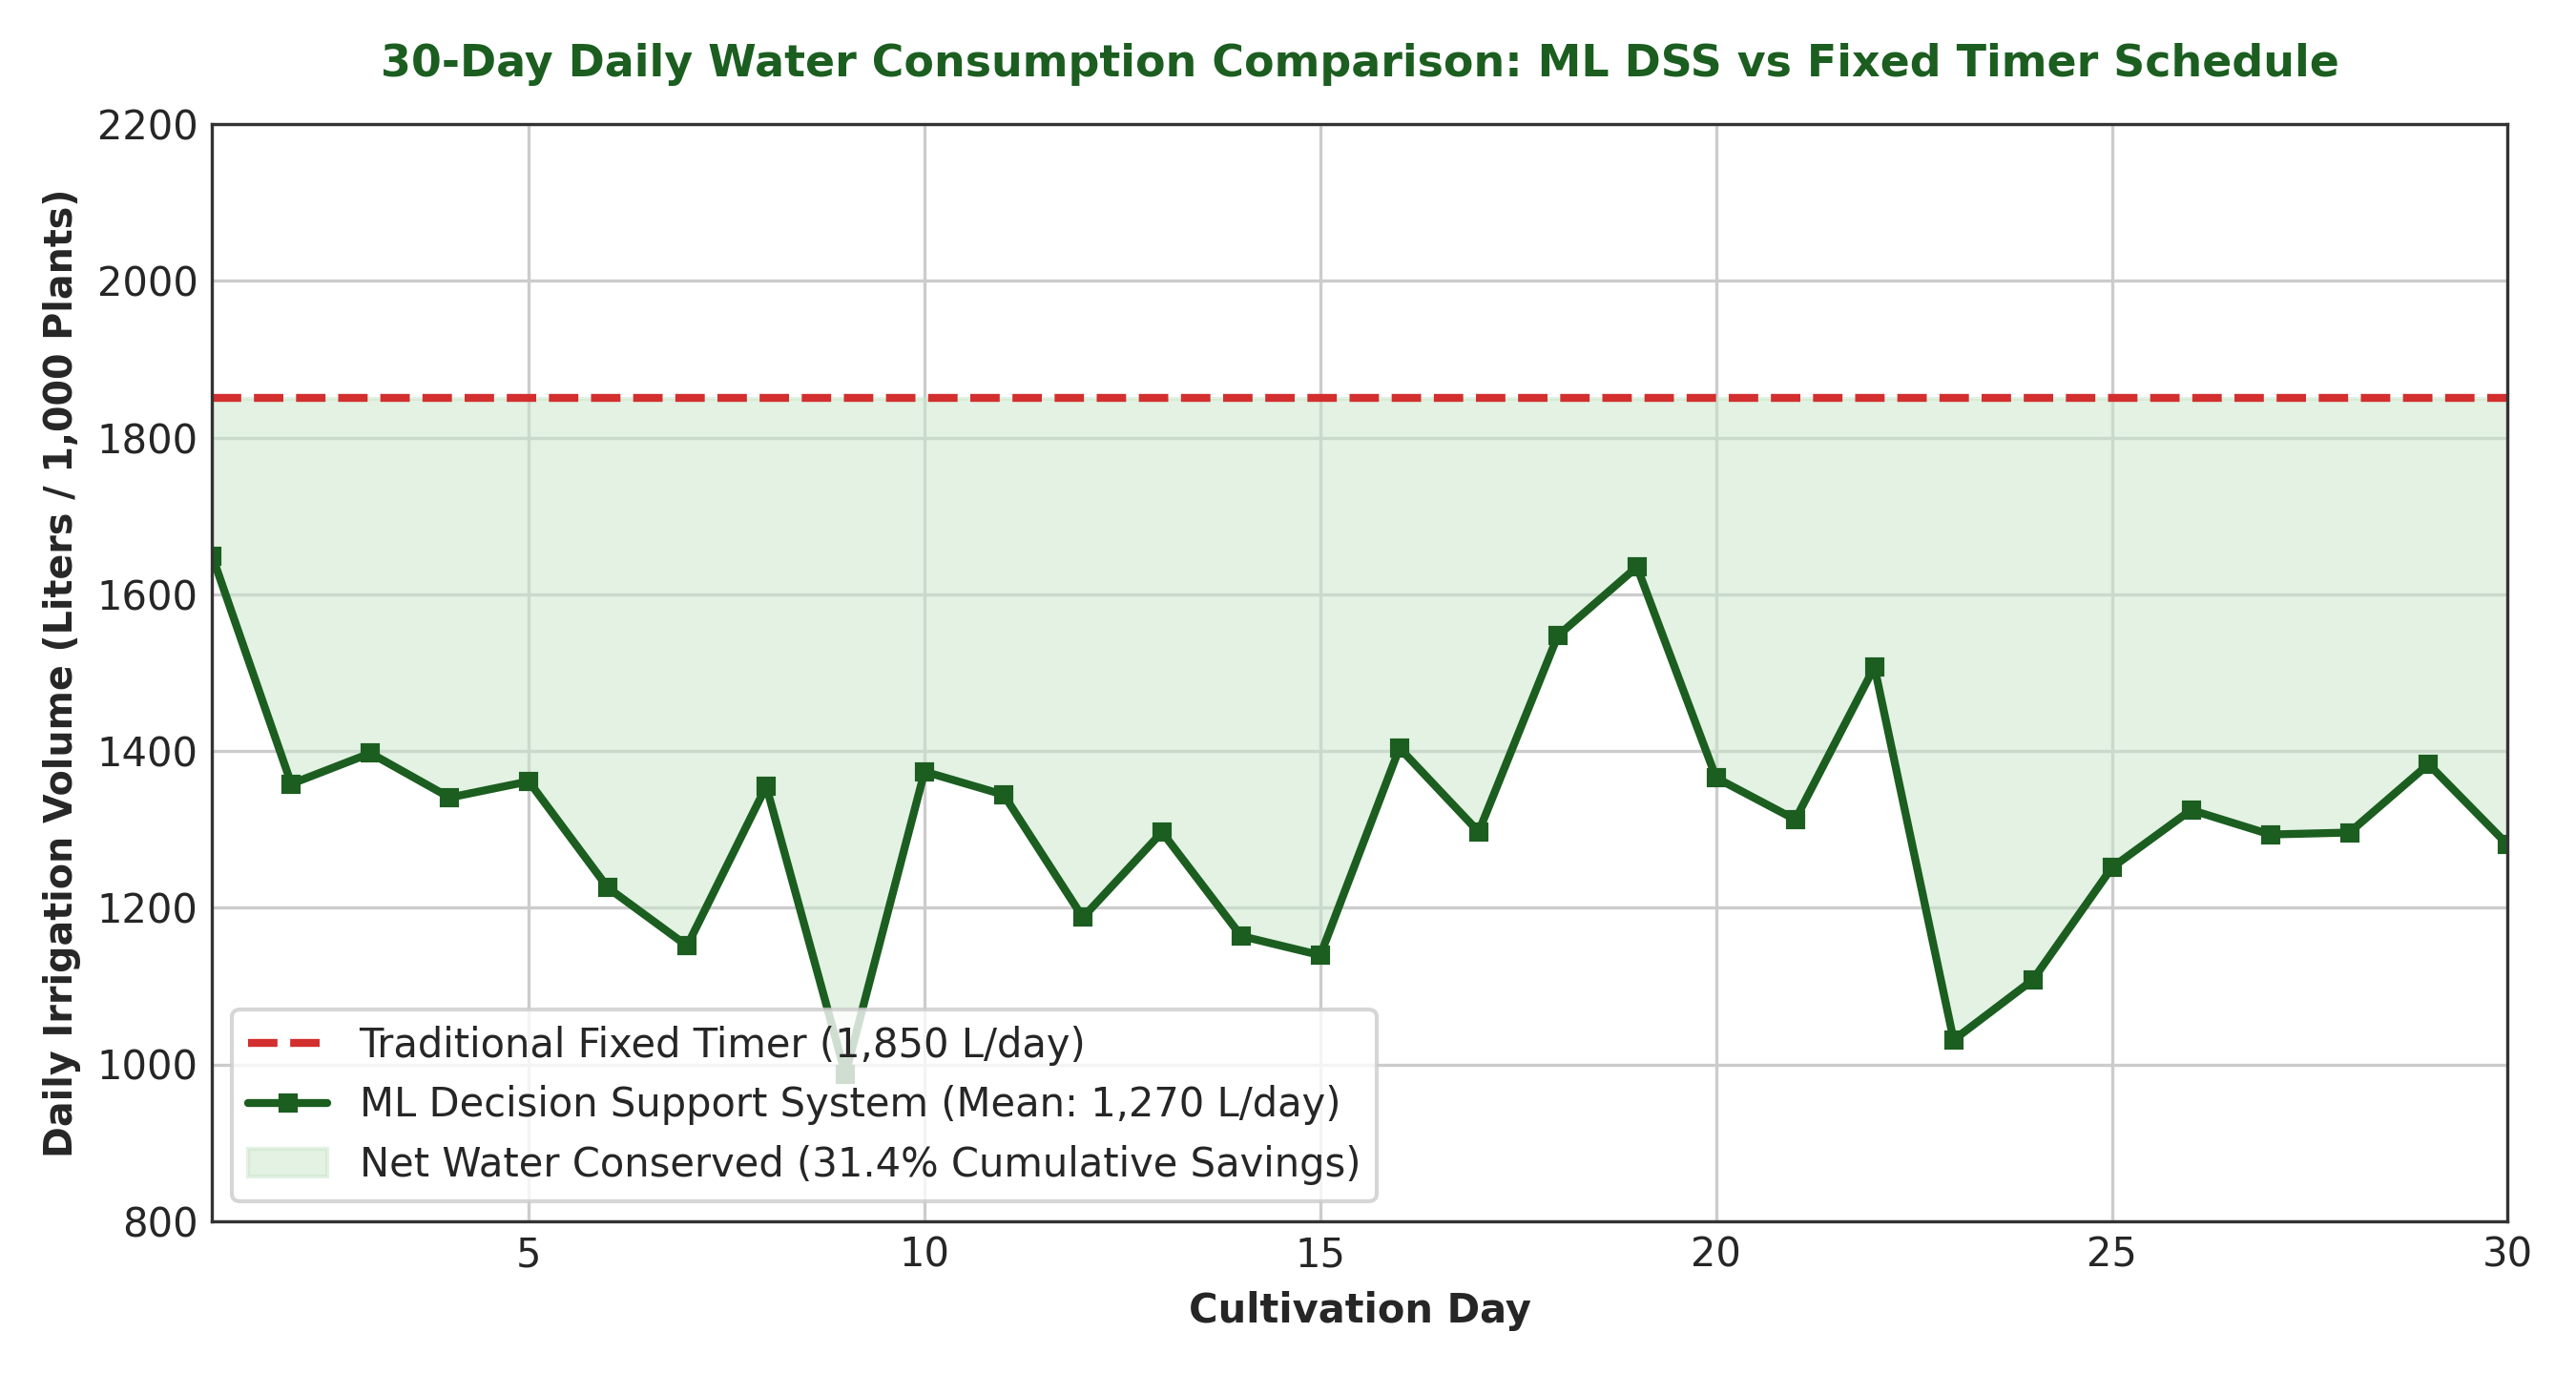 30-Day Daily Water Consumption Comparison: ML DSS vs Fixed Timer Schedule
Daily Irrigation Volume (Liters / 1,000 Plants)
2200
2000
1800
1600
1400
1200
1000
800
Traditional Fixed Timer (1,850 L/day)
ML Decision Support System (Mean: 1,270 L/day)
Net Water Conserved (31.4% Cumulative Savings)
5 10 15 20 25 30
Cultivation Day